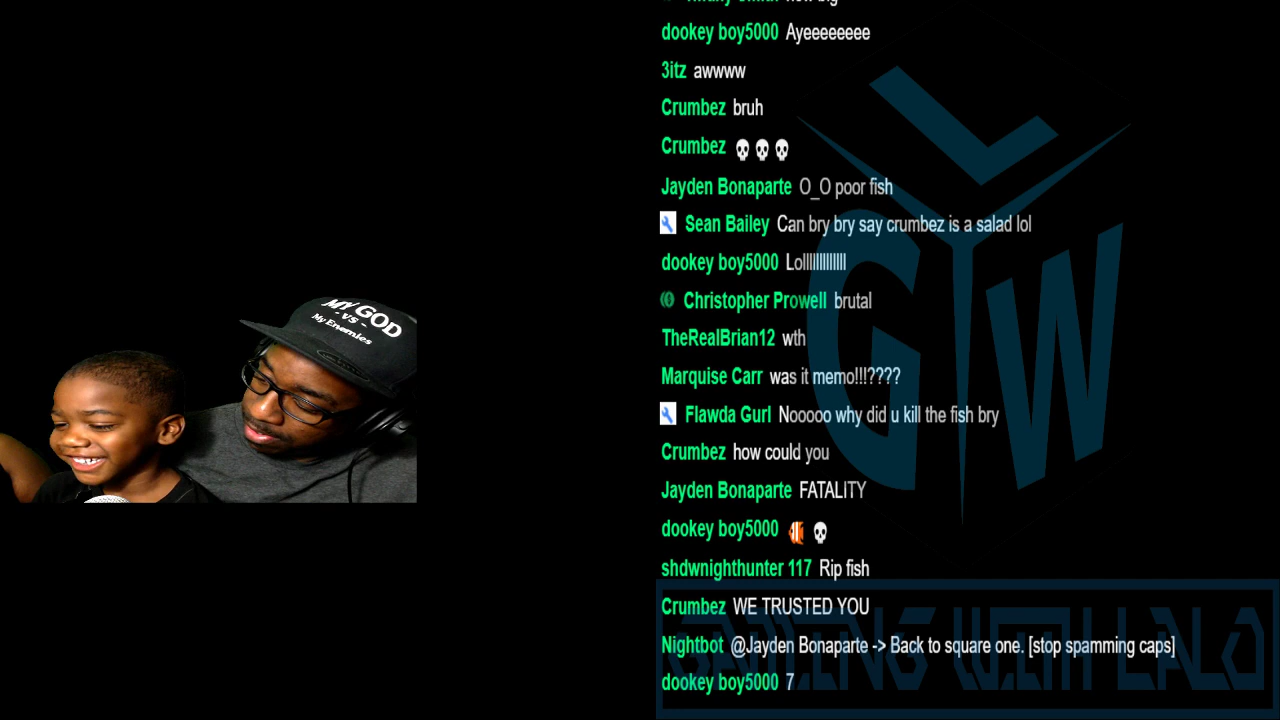 dookey boy5000 Ayeeeeeeee
3itz awwww
Crumbez bruh
Crumbez 💀💀💀
Jayden Bonaparte O_O poor fish
Sean Bailey Can bry bry say crumbez is a salad lol
dookey boy5000 Lolllllllllllll
Christopher Prowell brutal
TheRealBrian12 wth
Marquise Carr was it memo!!!????
Flawda Gurl Nooooo why did u kill the fish bry
Crumbez how could you
Jayden Bonaparte FATALITY
dookey boy5000 🐠 💀
shdwnighthunter 117 Rip fish
Crumbez WE TRUSTED YOU
Nightbot @Jayden Bonaparte -> Back to square one. [stop spamming caps]
dookey boy5000 7
MY GOD
- VS -
My Enemies
L
G W
GAMING WITH LALO